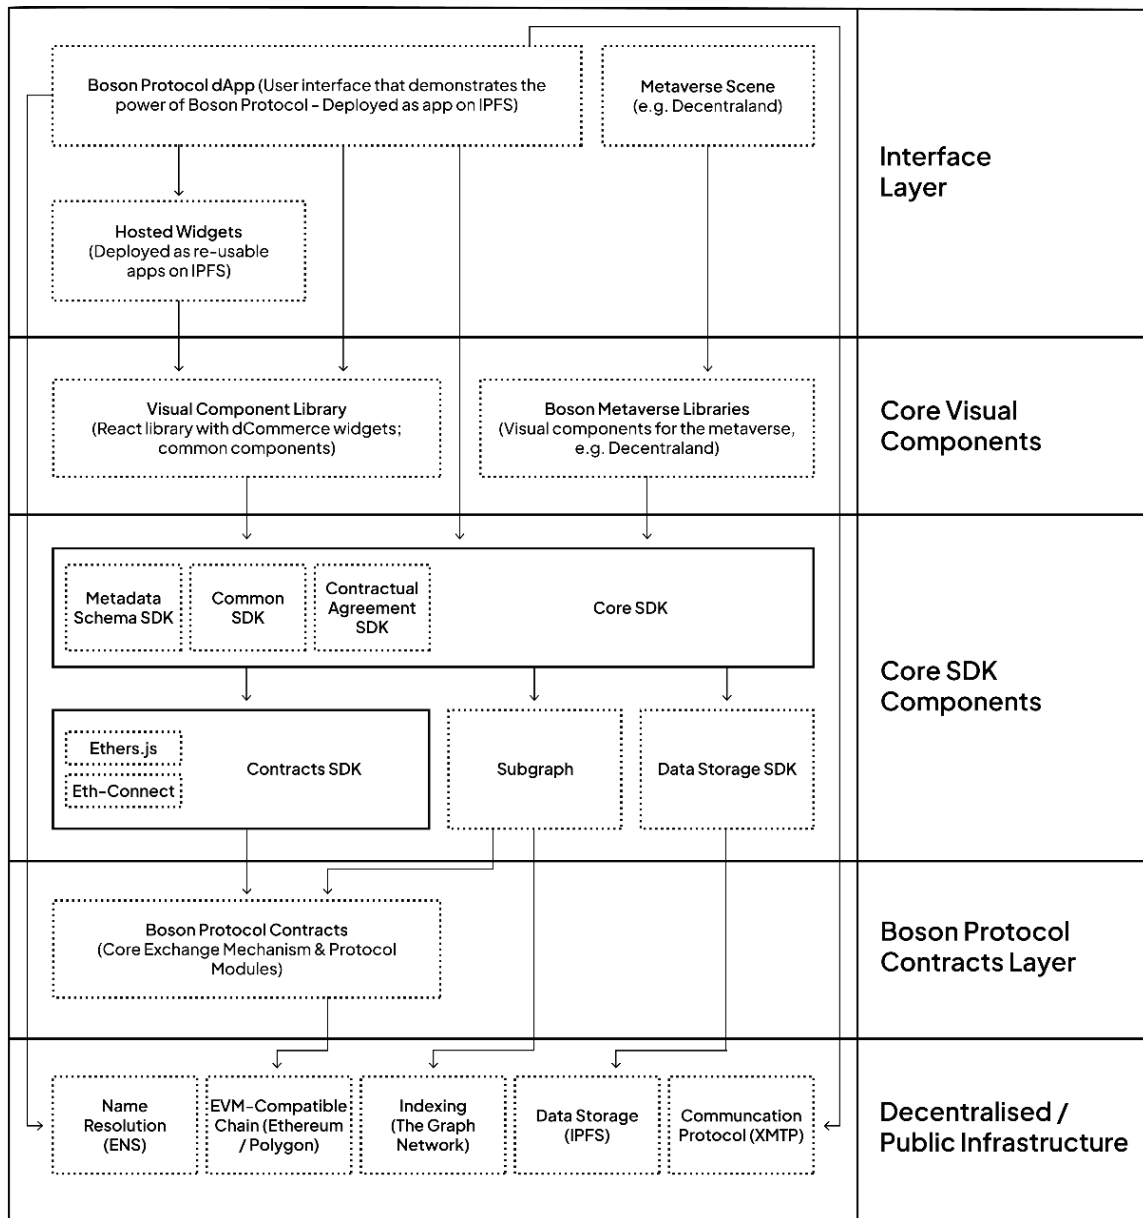 Boson Protocol dApp (User interface that demonstrates the
power of Boson Protocol - Deployed as app on IPFS)
Metaverse Scene
(e.g. Decentraland)
Interface
Layer
Hosted Widgets
(Deployed as re-usable
apps on IPFS)
Visual Component Library
(React library with dCommerce widgets;
common components)
Boson Metaverse Libraries
(Visual components for the metaverse,
e.g. Decentraland)
Core Visual
Components
Metadata
Schema SDK
Common
SDK
Contractual
Agreement
SDK
Core SDK
Core SDK
Components
Ethers.js
Eth-Connect
Contracts SDK
Subgraph
Data Storage SDK
Boson Protocol Contracts
(Core Exchange Mechanism & Protocol
Modules)
Boson Protocol
Contracts Layer
Name
Resolution
(ENS)
EVM-Compatible
Chain (Ethereum
/ Polygon)
Indexing
(The Graph
Network)
Data Storage
(IPFS)
Communcation
Protocol (XMTP)
Decentralised /
Public Infrastructure